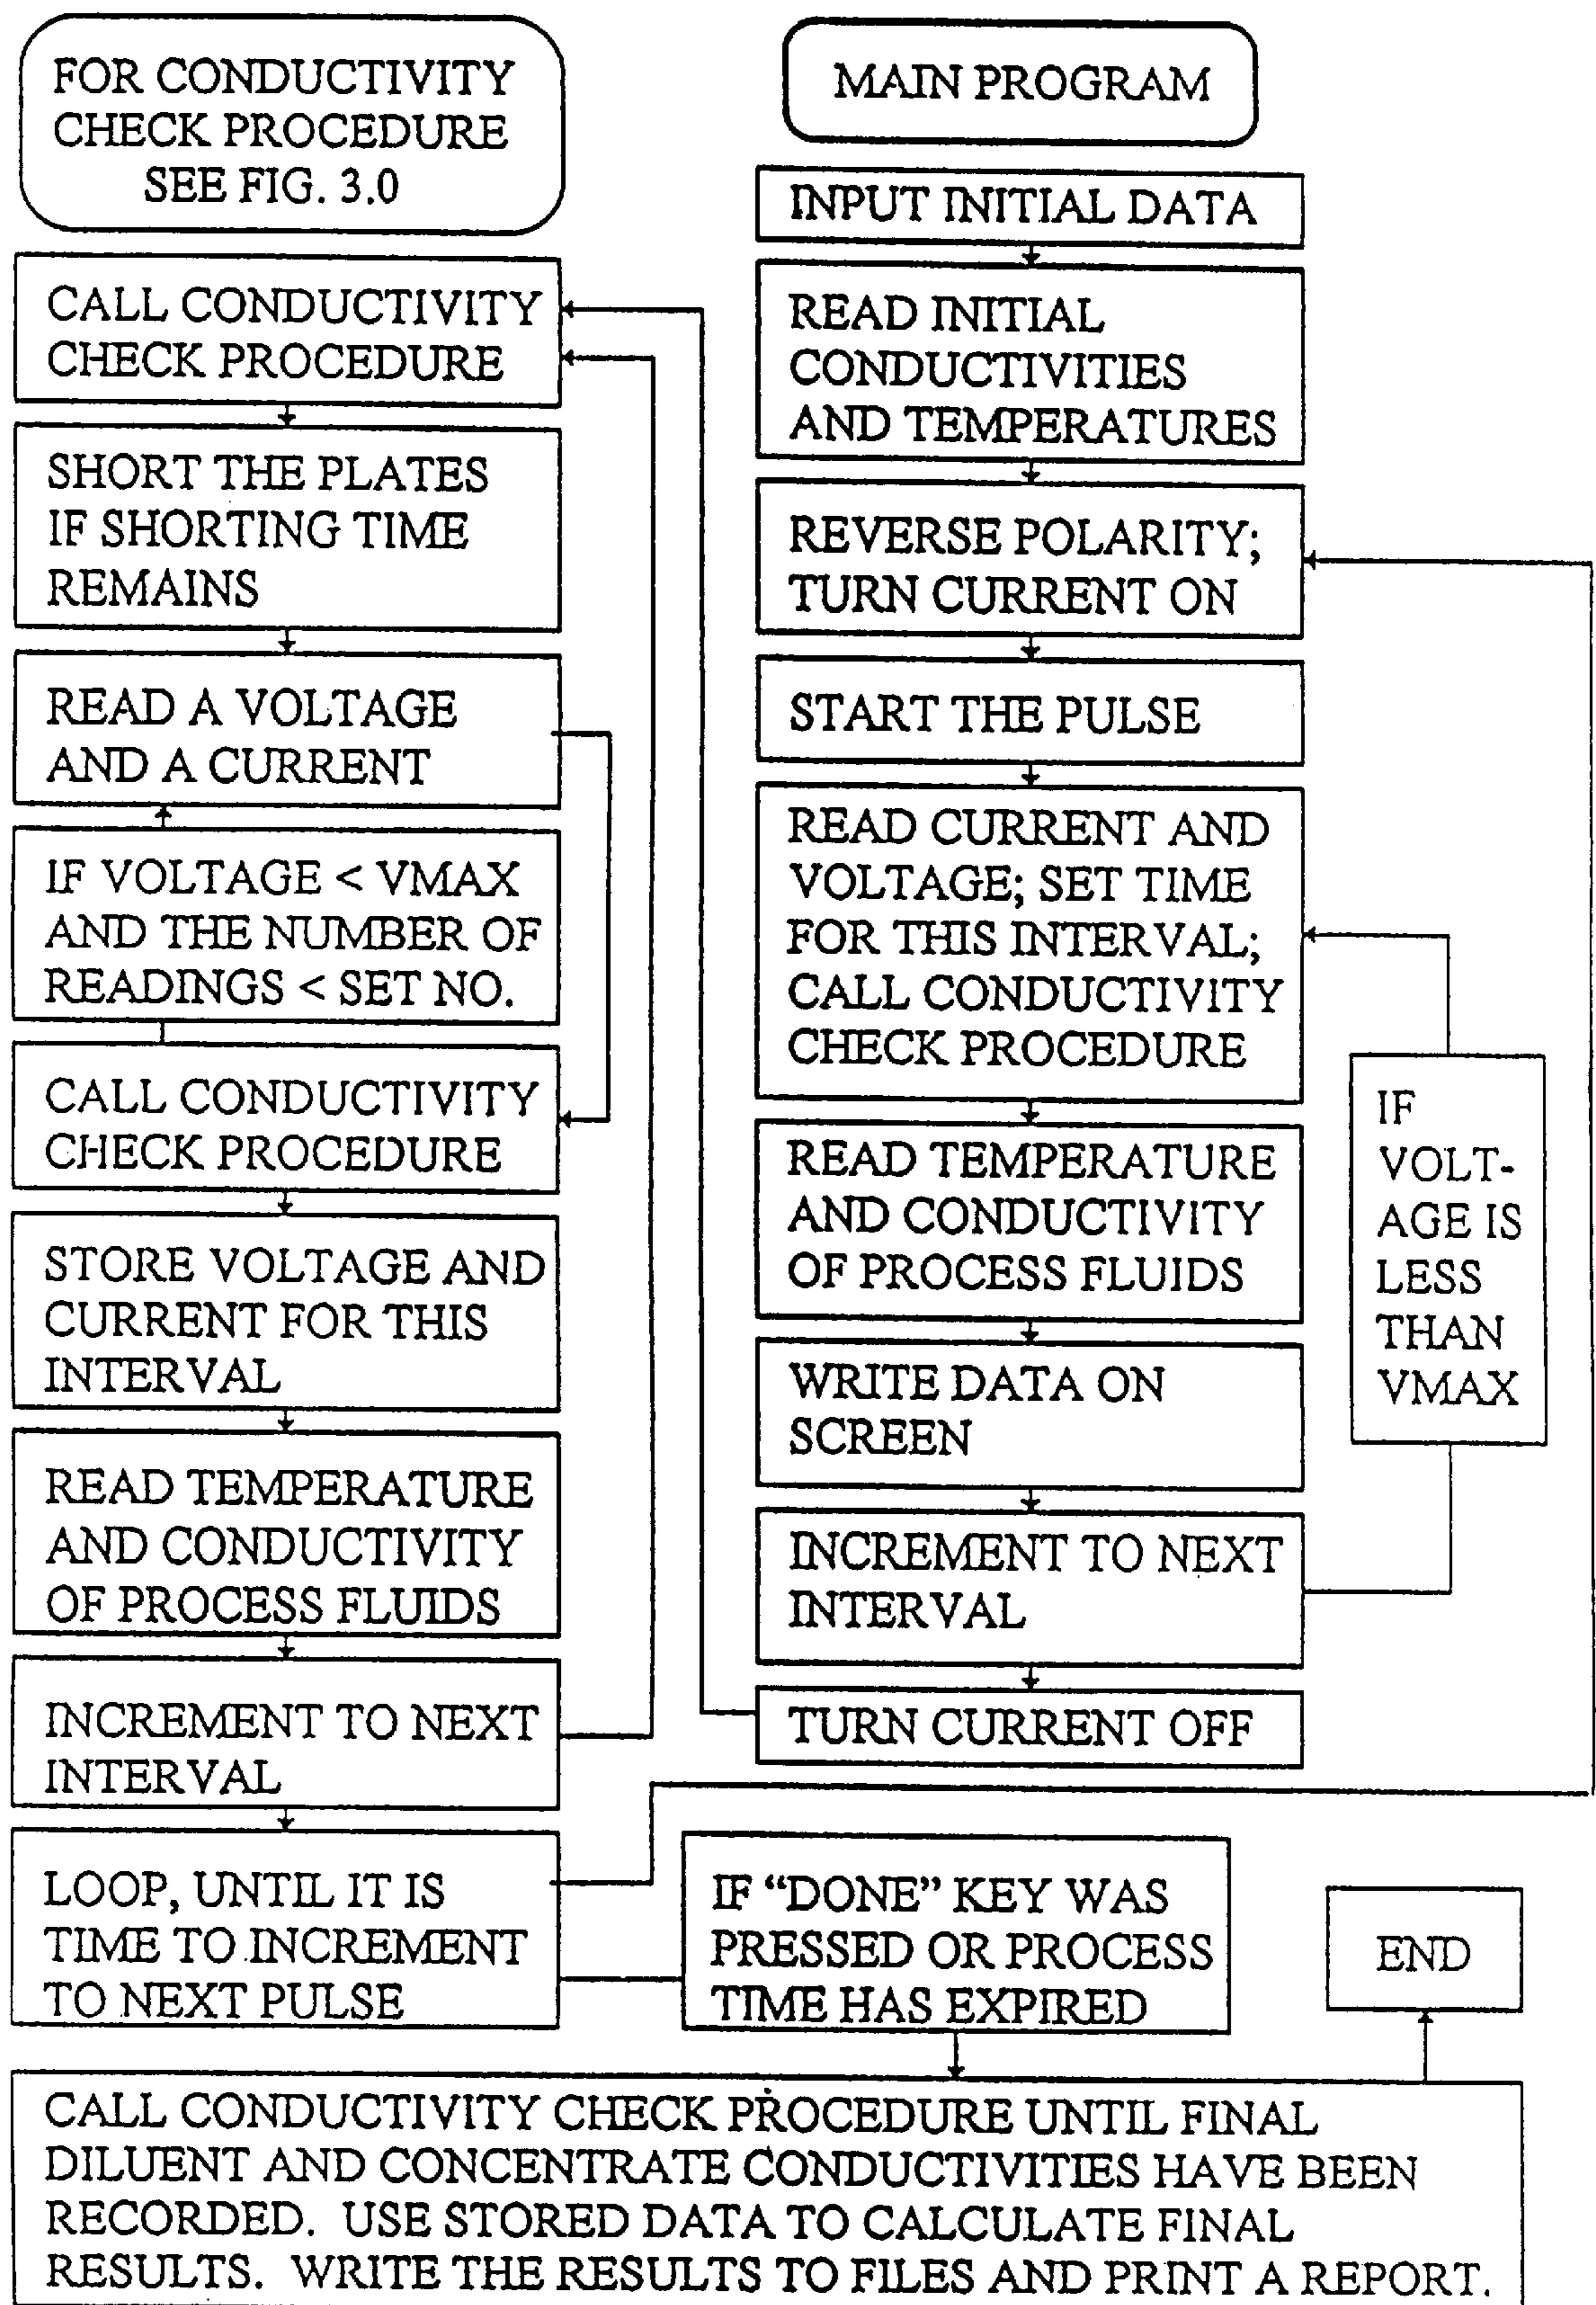 FOR CONDUCTIVITY
CHECK PROCEDURE
SEE FIG. 3.0
CALL CONDUCTIVITY
CHECK PROCEDURE
SHORT THE PLATES
IF SHORTING TIME
REMAINS
READ A VOLTAGE
AND A CURRENT
IF VOLTAGE < VMAX
AND THE NUMBER OF
READINGS < SET NO.
CALL CONDUCTIVITY
CHECK PROCEDURE
STORE VOLTAGE AND
CURRENT FOR THIS
INTERVAL
READ TEMPERATURE
AND CONDUCTIVITY
OF PROCESS FLUIDS
INCREMENT TO NEXT
INTERVAL
LOOP, UNTIL IT IS
TIME TO INCREMENT
TO NEXT PULSE
MAIN PROGRAM
INPUT INITIAL DATA
READ INITIAL
CONDUCTIVITIES
AND TEMPERATURES
REVERSE POLARITY;
TURN CURRENT ON
START THE PULSE
READ CURRENT AND
VOLTAGE; SET TIME
FOR THIS INTERVAL;
CALL CONDUCTIVITY
CHECK PROCEDURE
READ TEMPERATURE
AND CONDUCTIVITY
OF PROCESS FLUIDS
WRITE DATA ON
SCREEN
INCREMENT TO NEXT
INTERVAL
TURN CURRENT OFF
IF
VOLT-
AGE IS
LESS
THAN
VMAX
IF “DONE” KEY WAS
PRESSED OR PROCESS
TIME HAS EXPIRED
END
CALL CONDUCTIVITY CHECK PROCEDURE UNTIL FINAL
DILUENT AND CONCENTRATE CONDUCTIVITIES HAVE BEEN
RECORDED. USE STORED DATA TO CALCULATE FINAL
RESULTS. WRITE THE RESULTS TO FILES AND PRINT A REPORT.